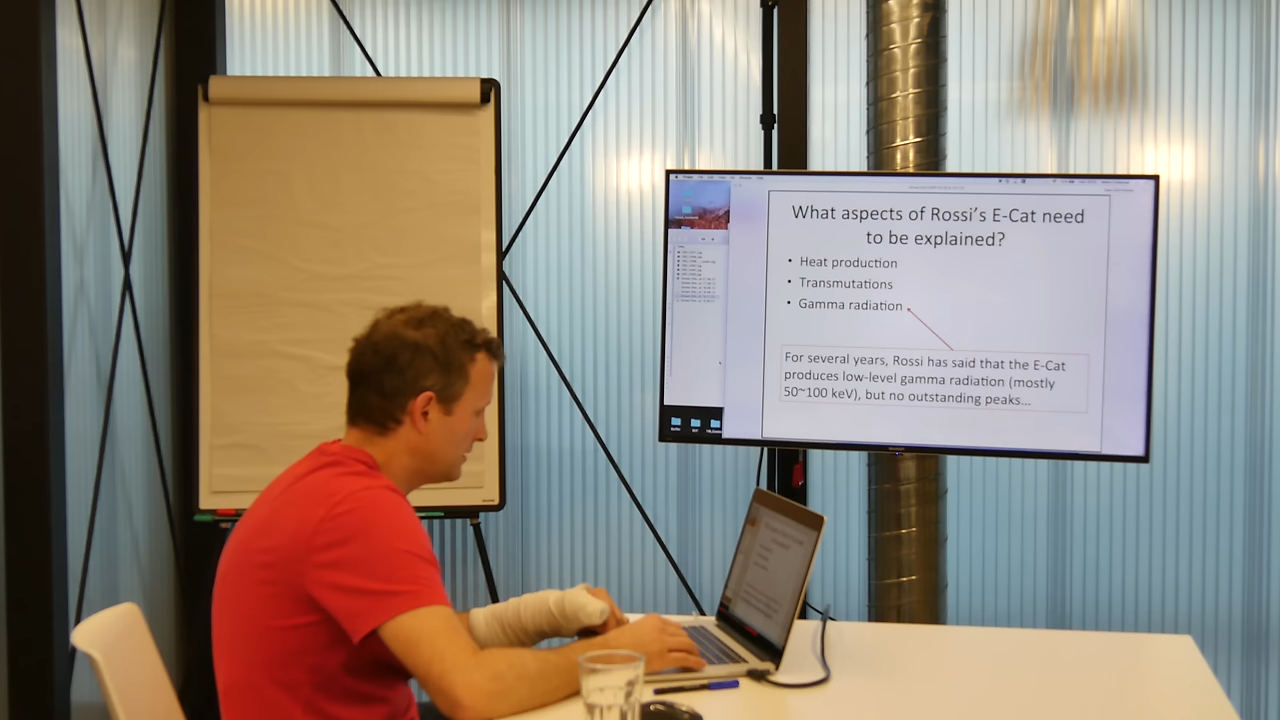 What aspects of Rossi's E-Cat need
to be explained?
• Heat production
• Transmutations
• Gamma radiation
For several years, Rossi has said that the E-Cat
produces low-level gamma radiation (mostly
50~100 keV), but no outstanding peaks...